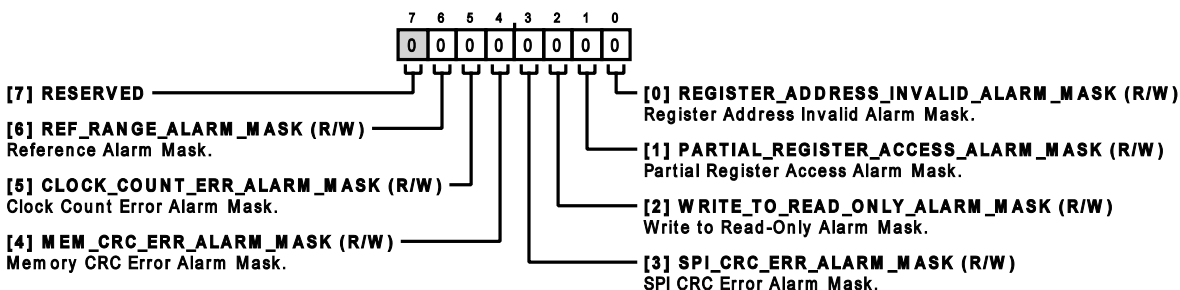 7 6 5 4 3 2 1 0
0 0 0 0 0 0 0 0
[7] RESERVED
[0] REGISTER_ADDRESS_INVALID_ALARM_MASK (R/W)
Register Address Invalid Alarm Mask.
[6] REF_RANGE_ALARM_MASK (R/W)
Reference Alarm Mask.
[1] PARTIAL_REGISTER_ACCESS_ALARM_MASK (R/W)
Partial Register Access Alarm Mask.
[5] CLOCK_COUNT_ERR_ALARM_MASK (R/W)
Clock Count Error Alarm Mask.
[2] WRITE_TO_READ_ONLY_ALARM_MASK (R/W)
Write to Read-Only Alarm Mask.
[4] MEM_CRC_ERR_ALARM_MASK (R/W)
Memory CRC Error Alarm Mask.
[3] SPI_CRC_ERR_ALARM_MASK (R/W)
SPI CRC Error Alarm Mask.